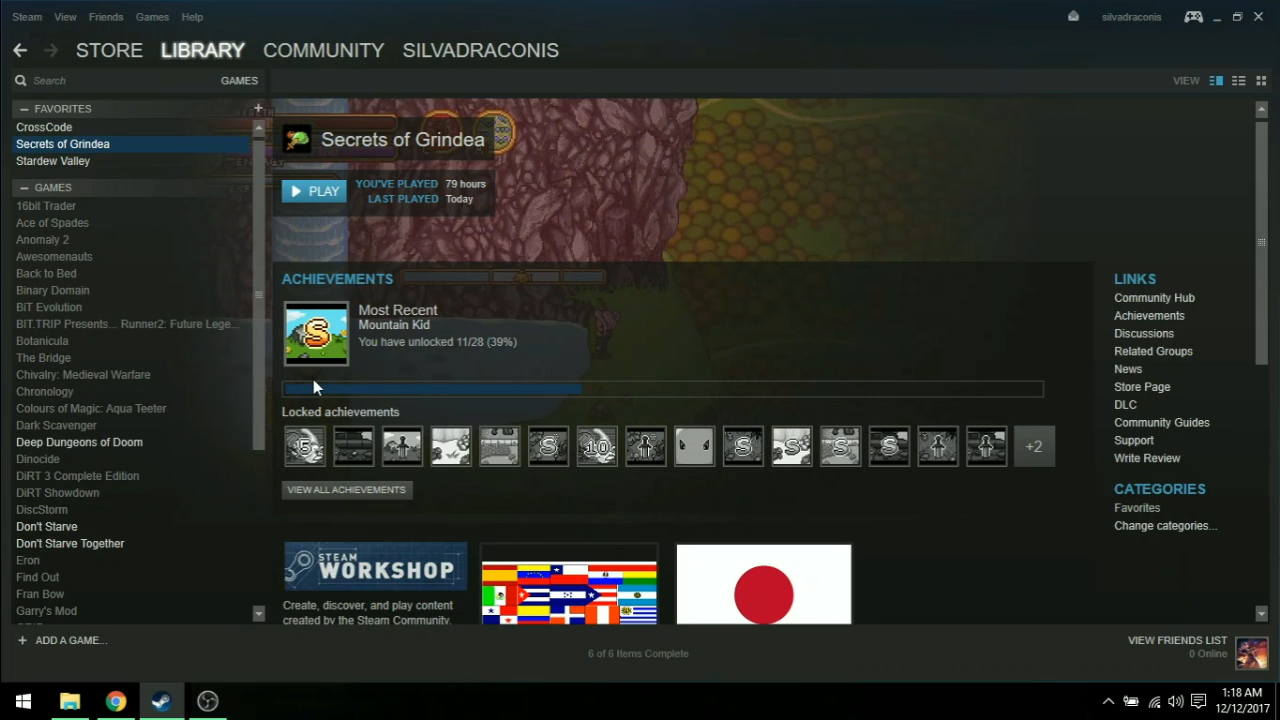 Steam View Friends Games Help silvadraconis
STORE LIBRARY COMMUNITY SILVADRACONIS
Search GAMES VIEW
FAVORITES
CrossCode
Secrets of Grindea
Stardew Valley
GAMES
16bit Trader
Ace of Spades
Anomaly 2
Awesomenauts
Back to Bed
Binary Domain
BiT Evolution
BIT.TRIP Presents... Runner2: Future Lege...
Botanicula
The Bridge
Chivalry: Medieval Warfare
Chronology
Colours of Magic: Aqua Teeter
Dark Scavenger
Deep Dungeons of Doom
Dinocide
DiRT 3 Complete Edition
DiRT Showdown
DiscStorm
Don't Starve
Don't Starve Together
Eron
Find Out
Fran Bow
Garry's Mod
+ ADD A GAME...
Secrets of Grindea
PLAY
YOU'VE PLAYED 79 hours
LAST PLAYED Today
ACHIEVEMENTS
S
Most Recent
Mountain Kid
You have unlocked 11/28 (39%)
Locked achievements
5 S 10 S S S S +2
VIEW ALL ACHIEVEMENTS
STEAM
WORKSHOP
Create, discover, and play content
created by the Steam Community.
LINKS
Community Hub
Achievements
Discussions
Related Groups
News
Store Page
DLC
Community Guides
Support
Write Review
CATEGORIES
Favorites
Change categories...
6 of 6 Items Complete
VIEW FRIENDS LIST
0 Online
1:18 AM
12/12/2017